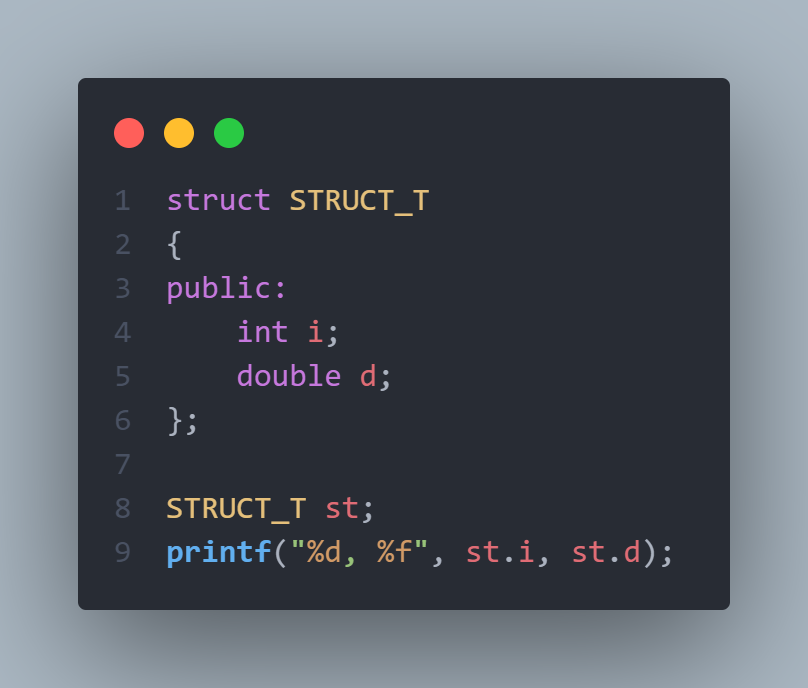 1 struct STRUCT_T
2 {
3 public:
4     int i;
5     double d;
6 };
7
8 STRUCT_T st;
9 printf("%d, %f", st.i, st.d);